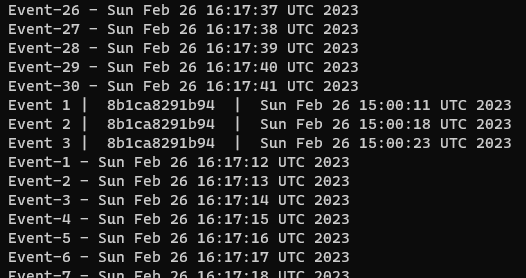 Event-26 - Sun Feb 26 16:17:37 UTC 2023
Event-27 - Sun Feb 26 16:17:38 UTC 2023
Event-28 - Sun Feb 26 16:17:39 UTC 2023
Event-29 - Sun Feb 26 16:17:40 UTC 2023
Event-30 - Sun Feb 26 16:17:41 UTC 2023
Event 1 |  8b1ca8291b94  |  Sun Feb 26 15:00:11 UTC 2023
Event 2 |  8b1ca8291b94  |  Sun Feb 26 15:00:18 UTC 2023
Event 3 |  8b1ca8291b94  |  Sun Feb 26 15:00:23 UTC 2023
Event-1 - Sun Feb 26 16:17:12 UTC 2023
Event-2 - Sun Feb 26 16:17:13 UTC 2023
Event-3 - Sun Feb 26 16:17:14 UTC 2023
Event-4 - Sun Feb 26 16:17:15 UTC 2023
Event-5 - Sun Feb 26 16:17:16 UTC 2023
Event-6 - Sun Feb 26 16:17:17 UTC 2023
Event-7 - Sun Feb 26 16:17:18 UTC 2023